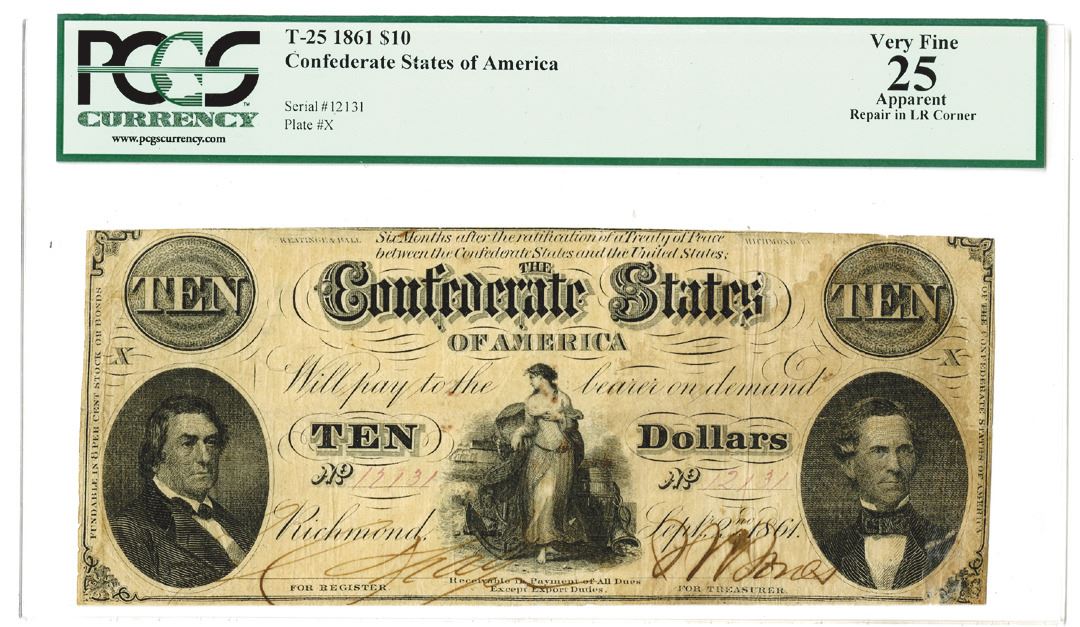 PCGS
CURRENCY
www.pcgscurrency.com
T-25 1861 $10
Confederate States of America
Serial #12131
Plate #X
Very Fine
25
Apparent
Repair in LR Corner
KEATINGE & BALL
Six Months after the ratification of a Treaty of Peace
RICHMOND VA
between the Confederate States and the United States;
THE
TEN
Confederate States
TEN
OF AMERICA
X
X
Will pay to the bearer on demand
TEN
Dollars
No 12131
No 12131
Richmond,
Sept. 2nd 1861.
FOR REGISTER
Receivable in Payment of All Dues
Except Export Duties.
FOR TREASURER.
FUNDABLE IN 8 PER CENT STOCK OR BONDS
OF THE CONFEDERATE STATES OF AMERICA